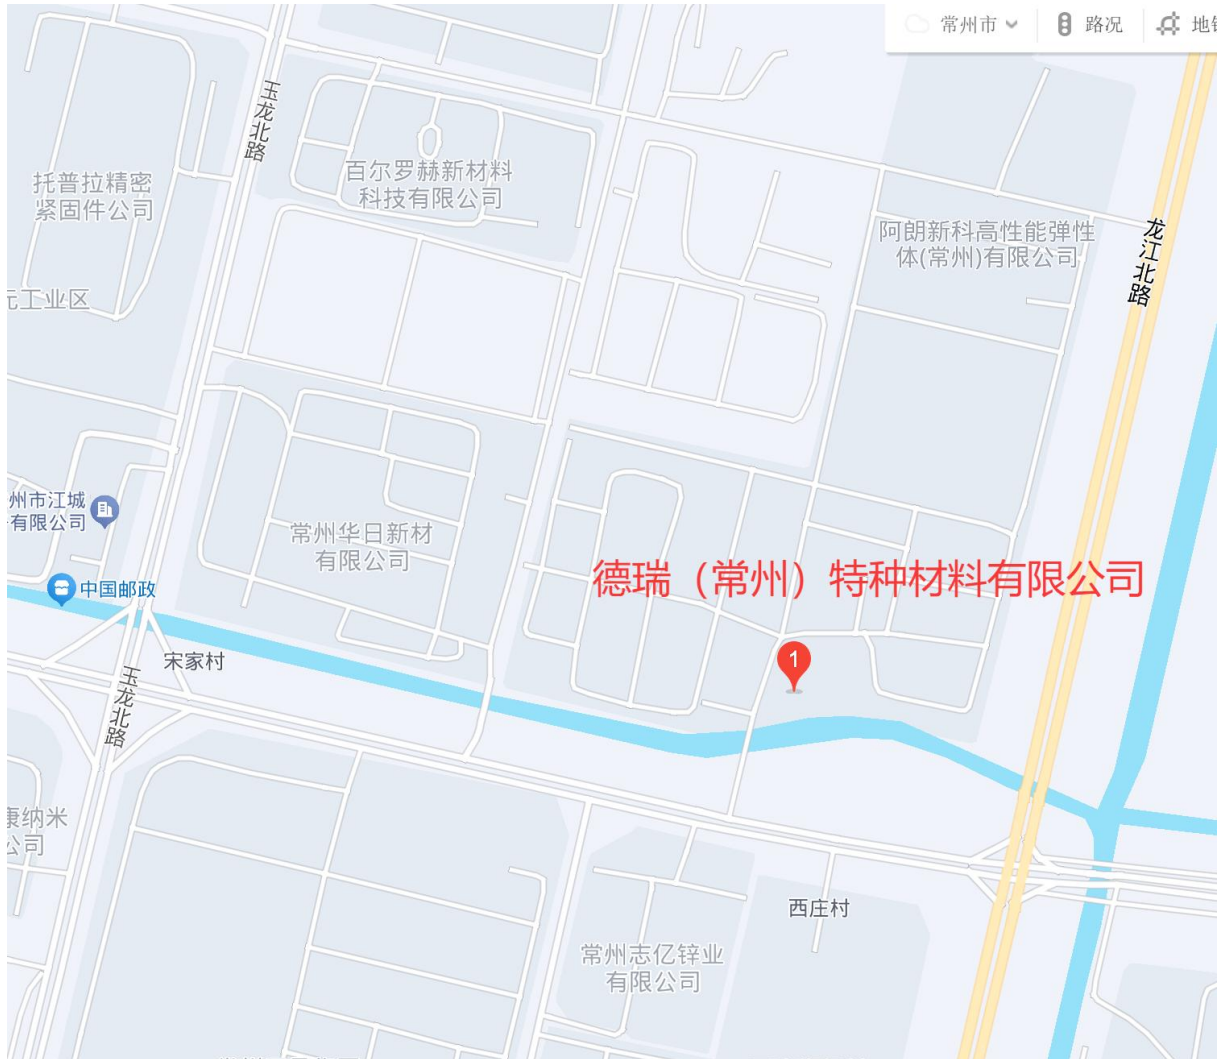 常州市
路况
地
玉龙北路
百尔罗赫新材料
科技有限公司
托普拉精密
紧固件公司
龙江北路
阿朗新科高性能弹性
体(常州)有限公司
元工业区
州市江城
有限公司
常州华日新材
有限公司
德瑞（常州）特种材料有限公司
中国邮政
1
宋家村
玉龙北路
康纳米
公司
西庄村
常州志亿锌业
有限公司